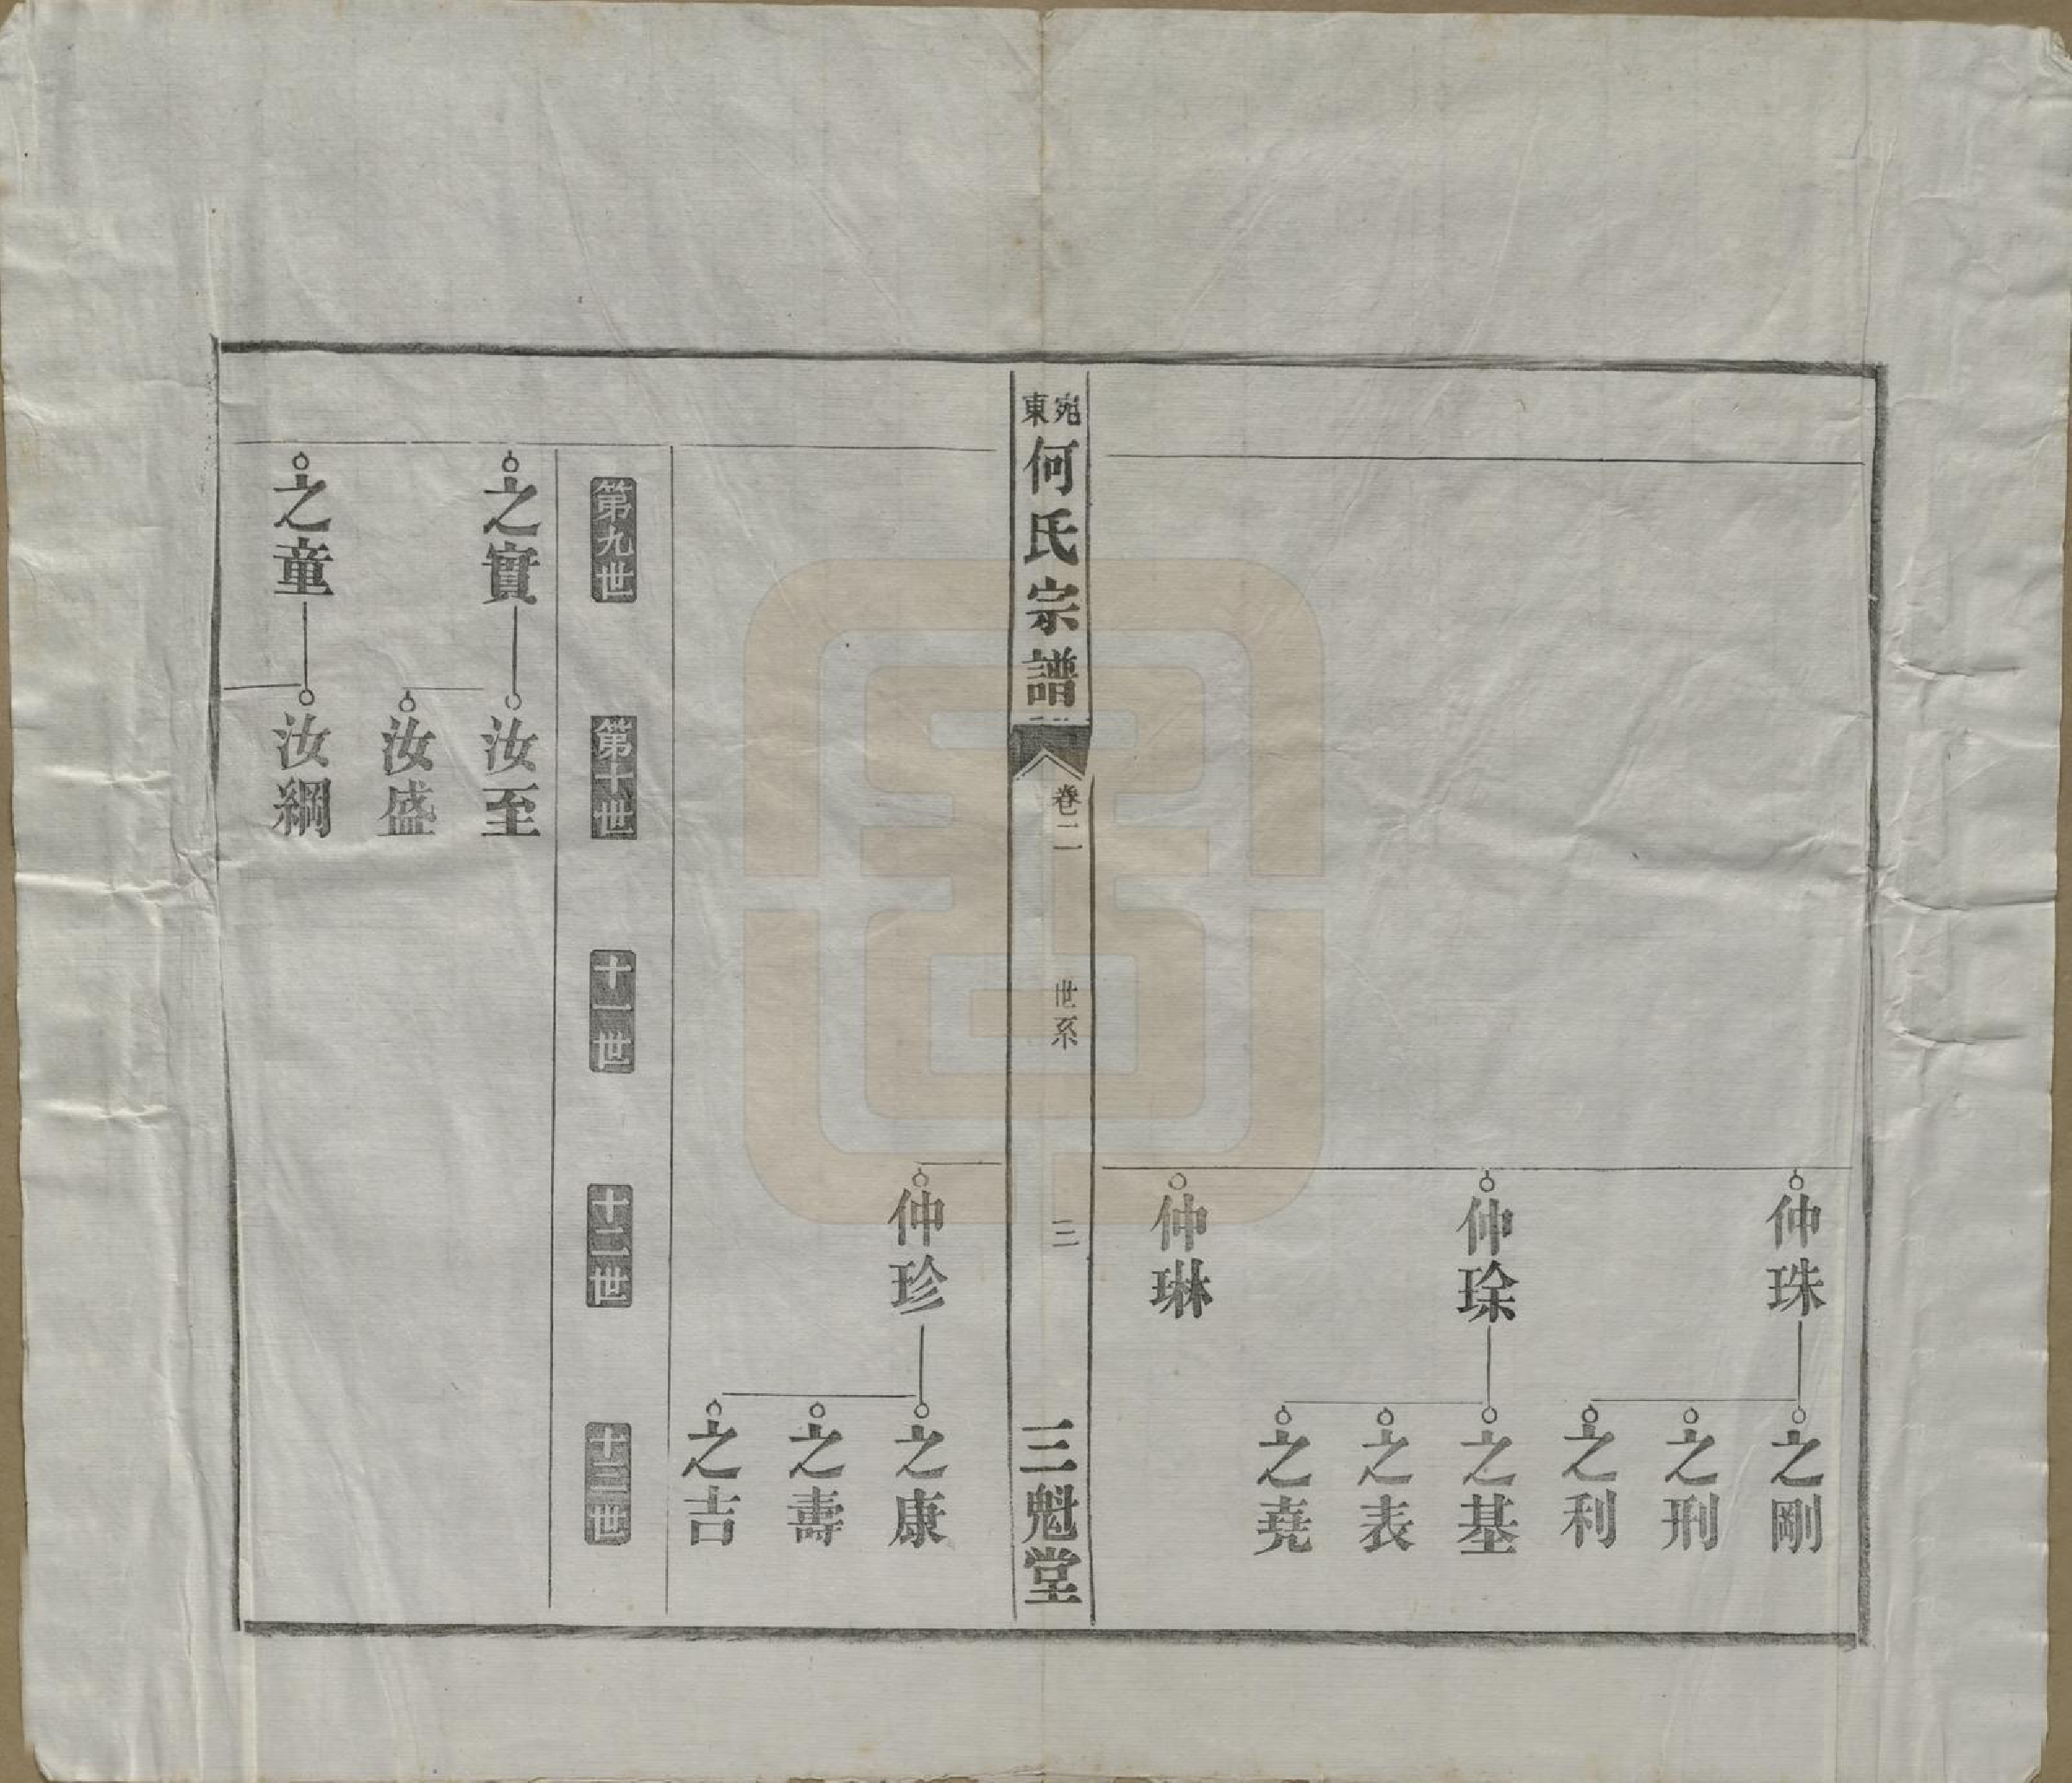 仲珠
之剛
之刑
之利
仲琜
之基
之表
之堯
仲琳
宛東
何氏宗譜
卷二
世系
三
三魁堂
仲珍
之康
之壽
之吉
第九世
第十世
十一世
十二世
十三世
之實
汝至
汝盛
之童
汝綱